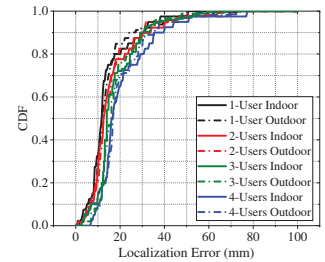 1.0
0.8
0.6
0.4
0.2
0.0
CDF
1-User Indoor
1-User Outdoor
2-Users Indoor
2-Users Outdoor
3-Users Indoor
3-Users Outdoor
4-Users Indoor
4-Users Outdoor
0 20 40 60 80 100
Localization Error (mm)